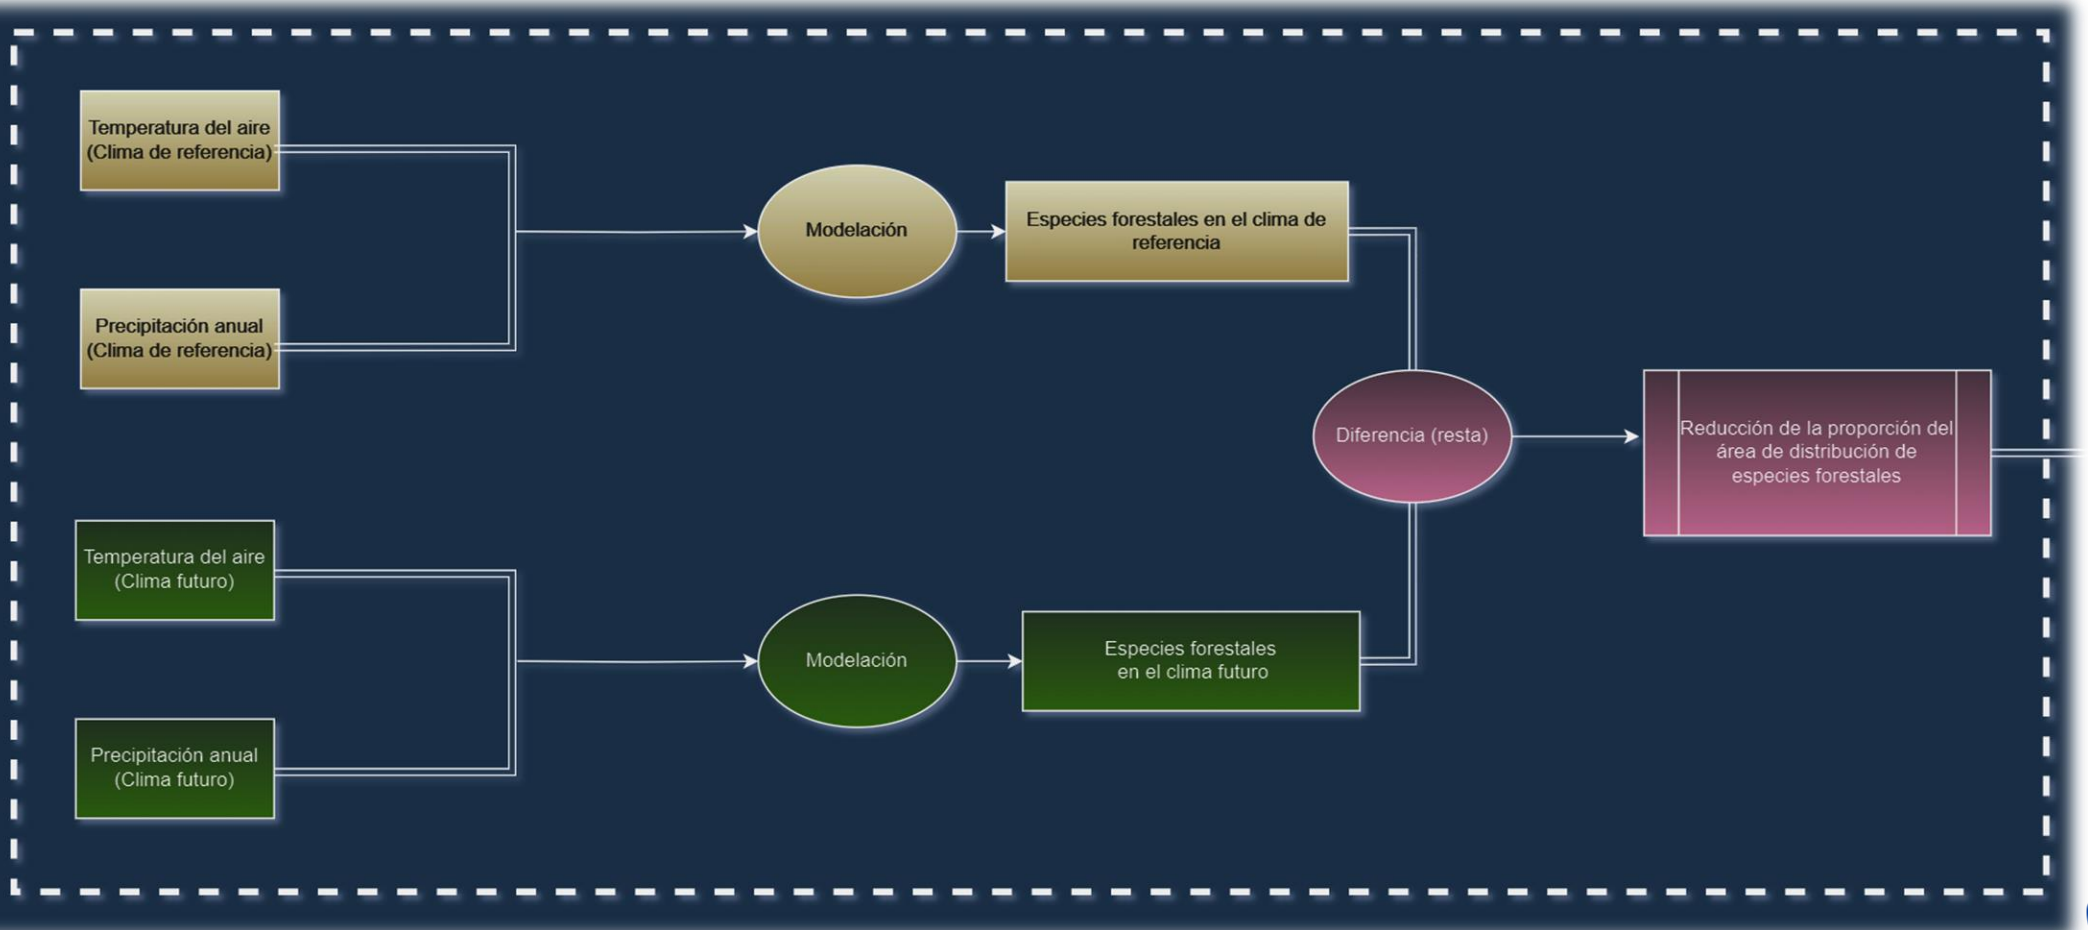 Temperatura del aire
(Clima de referencia)
Precipitación anual
(Clima de referencia)
Modelación
Especies forestales en el clima de
referencia
Diferencia (resta)
Reducción de la proporción del
área de distribución de
especies forestales
Temperatura del aire
(Clima futuro)
Precipitación anual
(Clima futuro)
Modelación
Especies forestales
en el clima futuro